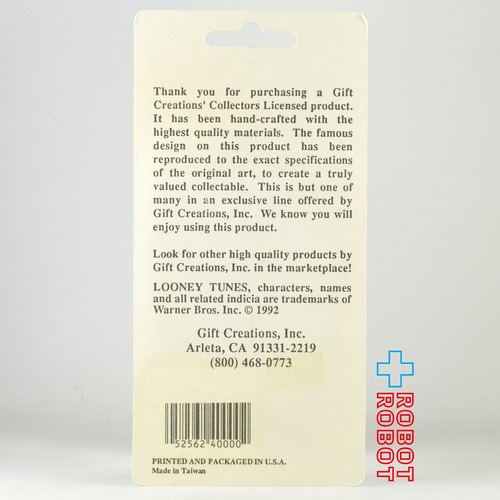 Thank you for purchasing a Gift
Creations' Collectors Licensed product.
It has been hand-crafted with the
highest quality materials. The famous
design on this product has been
reproduced to the exact specifications
of the original art, to create a truly
valued collectable. This is but one of
many in an exclusive line offered by
Gift Creations, Inc. We know you will
enjoy using this product.
Look for other high quality products by
Gift Creations, Inc. in the marketplace!
LOONEY TUNES, characters, names
and all related indicia are trademarks of
Warner Bros. Inc. © 1992
Gift Creations, Inc.
Arleta, CA 91331-2219
(800) 468-0773
52562 40000
PRINTED AND PACKAGED IN U.S.A.
Made in Taiwan
ROBOT
ROBOT